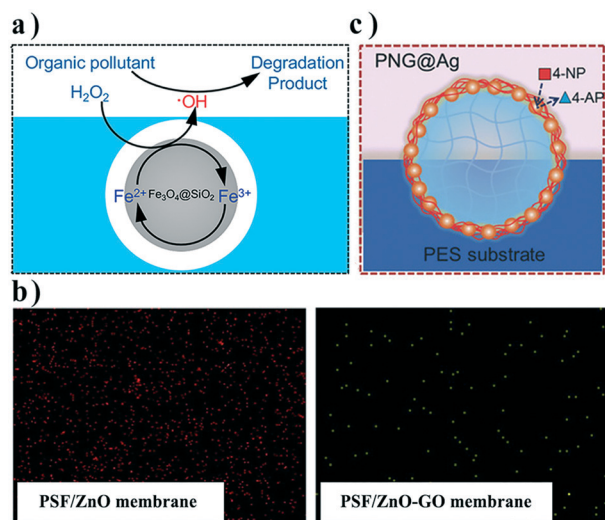 a)
Organic pollutant
Degradation
Product
H₂O₂
·OH
Fe²⁺
Fe₃O₄@SiO₂
Fe³⁺
c)
PNG@Ag
4-NP
4-AP
PES substrate
b)
PSF/ZnO membrane
PSF/ZnO-GO membrane